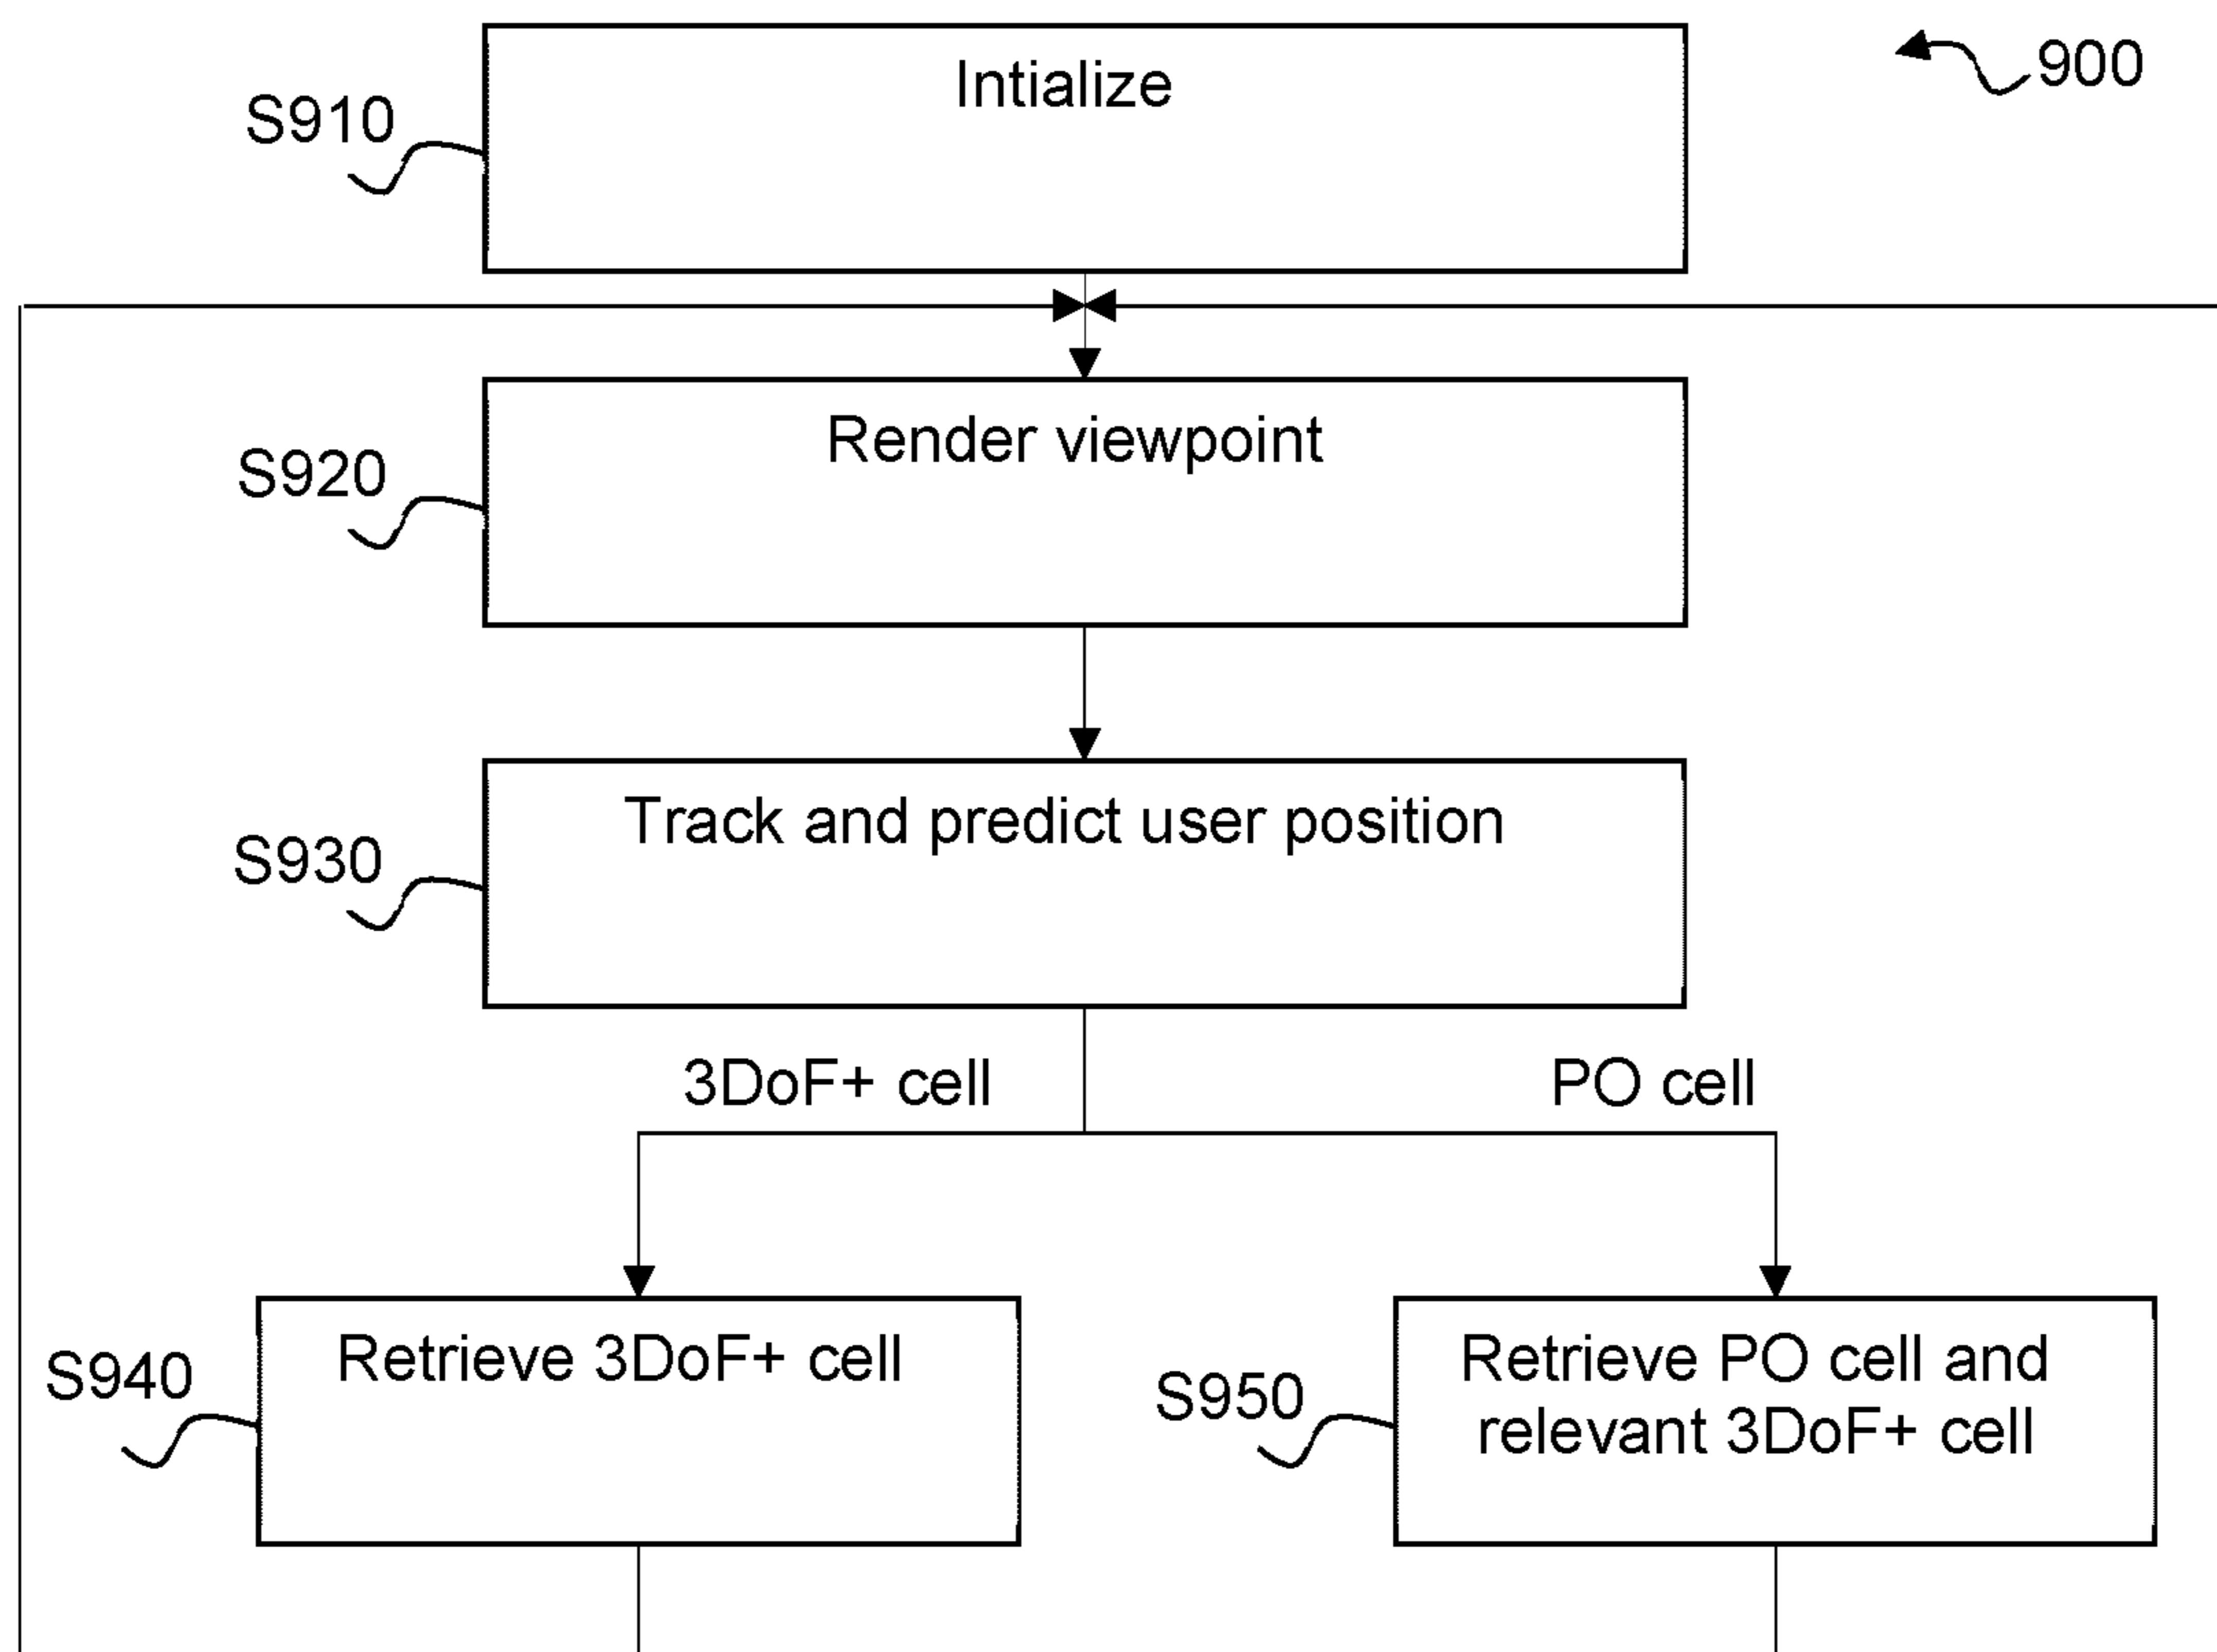 Intialize
900
S910
Render viewpoint
S920
Track and predict user position
S930
3DoF+ cell
PO cell
Retrieve 3DoF+ cell
S940
Retrieve PO cell and
relevant 3DoF+ cell
S950